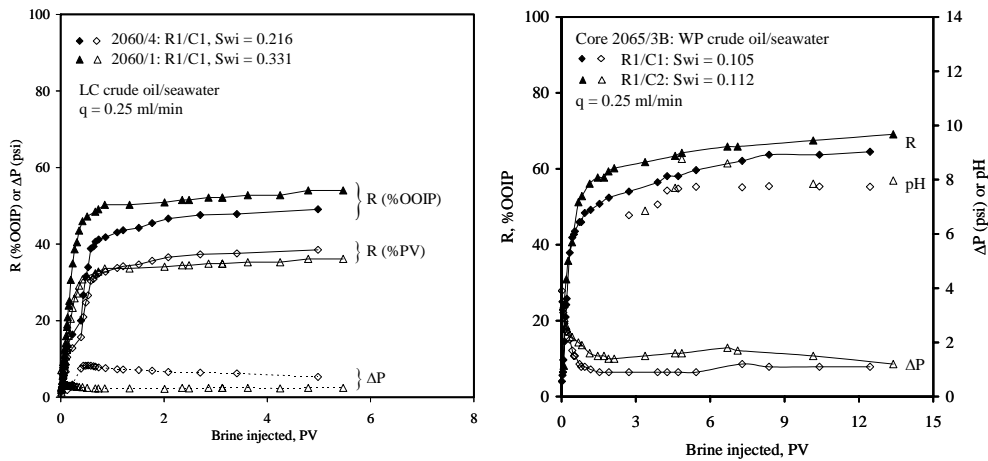 100
80
60
40
20
0
0
2
4
6
8
R (%OOIP) or ΔP (psi)
Brine injected, PV
2060/4: R1/C1, Swi = 0.216
2060/1: R1/C1, Swi = 0.331
LC crude oil/seawater
q = 0.25 ml/min
R (%OOIP)
R (%PV)
ΔP
100
80
60
40
20
0
0
3
6
9
12
15
R, %OOIP
Brine injected, PV
Core 2065/3B: WP crude oil/seawater
R1/C1: Swi = 0.105
R1/C2: Swi = 0.112
q = 0.25 ml/min
R
pH
ΔP
14
12
10
8
6
4
2
0
ΔP (psi) or pH